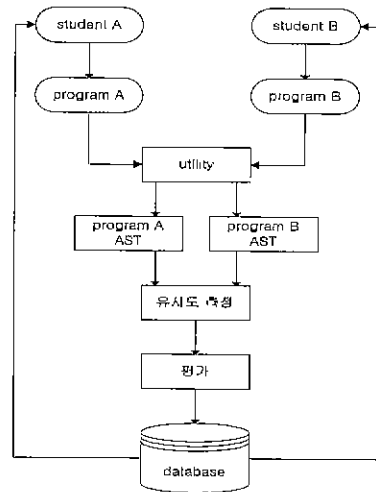 student A
student B
program A
program B
utility
program A
AST
program B
AST
유사도 측정
평가
database